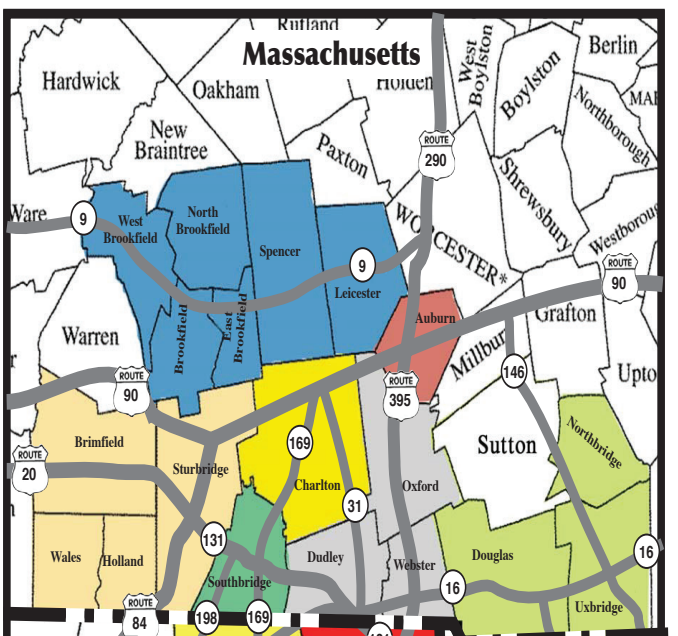 Rutland
Massachusetts
Hardwick
Oakham
Holden
West
Boylston
Boylston
Berlin
Northborough
New
Braintree
Paxton
ROUTE
290
Shrewsbury
Ware
9
West
Brookfield
North
Brookfield
Spencer
9
Leicester
WORCESTER*
Westboroug
ROUTE
90
Warren
Brookfield
East
Brookfield
Auburn
Millbur
Grafton
Upto
ROUTE
90
ROUTE
395
146
Brimfield
ROUTE
20
Sturbridge
169
Charlton
31
Oxford
Sutton
Northbridge
131
Wales
Holland
Southbridge
Dudley
Webster
Douglas
16
16
Uxbridge
ROUTE
84
198
169